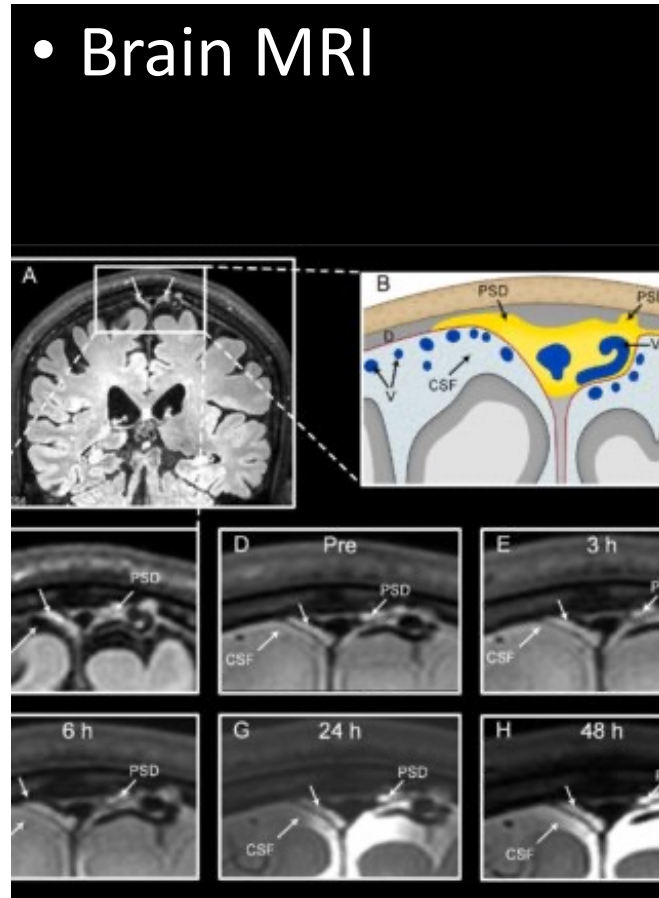 • Brain MRI
A
B
PSD
PSD
D
V
V
CSF
PSD
D
Pre
PSD
CSF
E
3 h
CSF
6 h
PSD
G
24 h
PSD
CSF
H
48 h
CSF